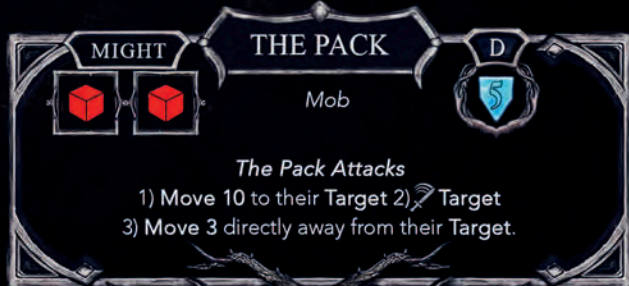 MIGHT
THE PACK
D
5
Mob
The Pack Attacks
1) Move 10 to their Target 2) Target
3) Move 3 directly away from their Target.